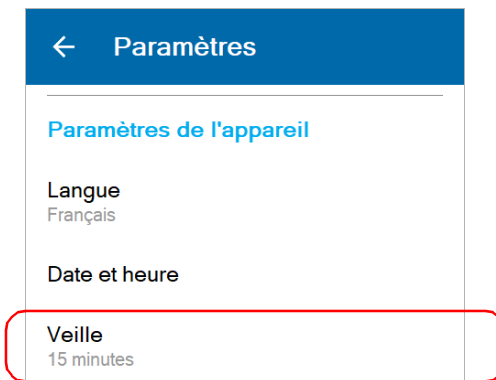 Paramètres
Paramètres de l'appareil
Langue
Français
Date et heure
Veille
15 minutes